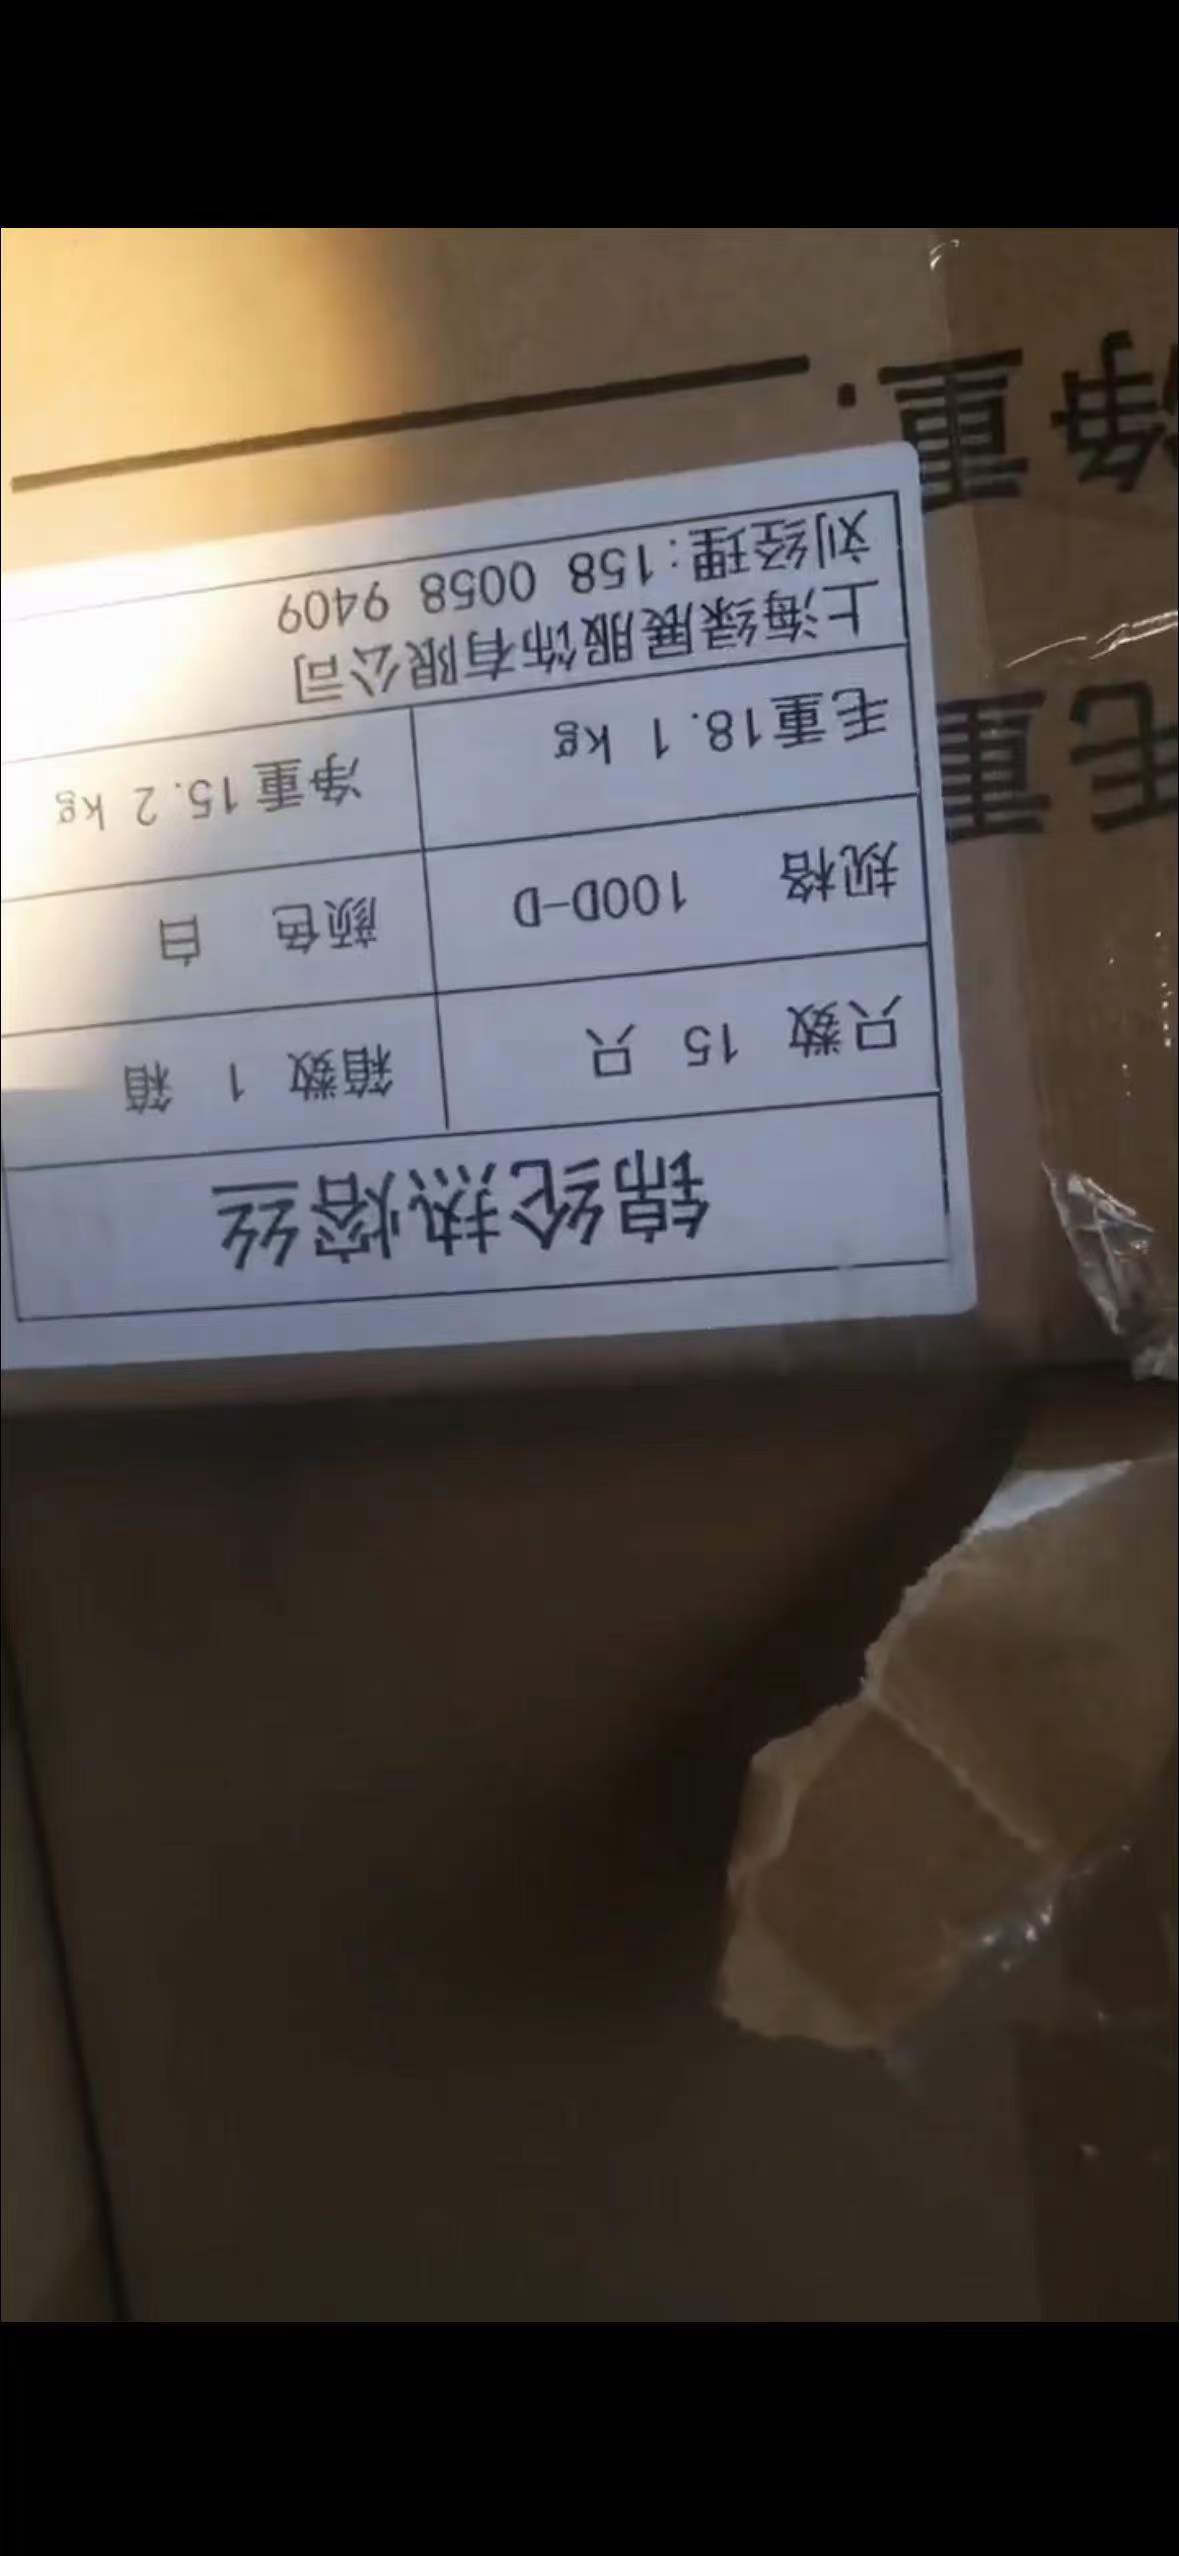 锦纶热熔丝
只数 15 只 箱数 1 箱
规格 100D-D 颜色 白
毛重18.1 kg 净重15.2 kg
上海绿展服饰有限公司
刘经理:158 0058 9409
毛重
重: